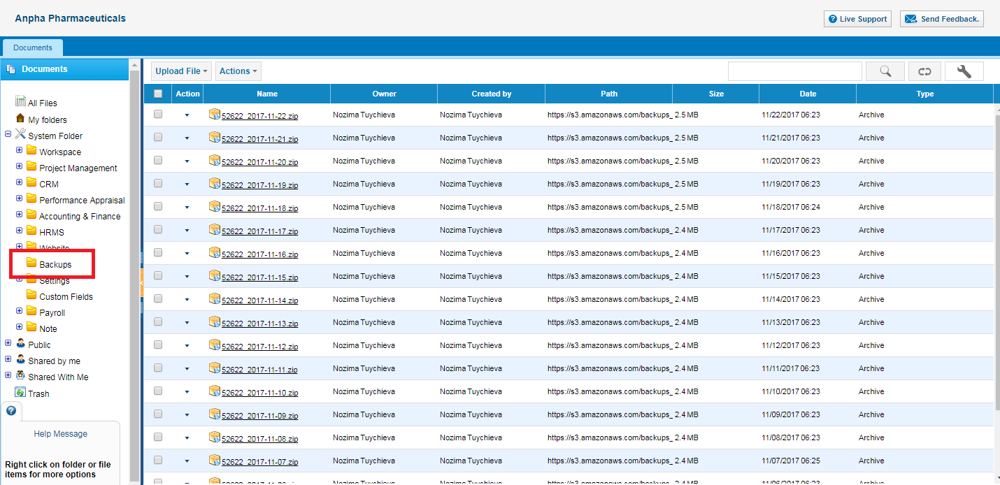 Anpha Pharmaceuticals
Live Support
Send Feedback.
Documents
Documents
All Files
My folders
System Folder
Workspace
Project Management
CRM
Performance Appraisal
Accounting & Finance
HRMS
Website
Backups
Settings
Custom Fields
Payroll
Note
Public
Shared by me
Shared With Me
Trash
Help Message
Right click on folder or file
items for more options
Upload File Actions
Action Name Owner Created by Path Size Date Type
52622_2017-11-22.zip Nozima Tuychieva Nozima Tuychieva https://s3.amazonaws.com/backups_ 2.5 MB 11/22/2017 06:23 Archive
52622_2017-11-21.zip Nozima Tuychieva Nozima Tuychieva https://s3.amazonaws.com/backups_ 2.5 MB 11/21/2017 06:23 Archive
52622_2017-11-20.zip Nozima Tuychieva Nozima Tuychieva https://s3.amazonaws.com/backups_ 2.5 MB 11/20/2017 06:23 Archive
52622_2017-11-19.zip Nozima Tuychieva Nozima Tuychieva https://s3.amazonaws.com/backups_ 2.5 MB 11/19/2017 06:23 Archive
52622_2017-11-18.zip Nozima Tuychieva Nozima Tuychieva https://s3.amazonaws.com/backups_ 2.5 MB 11/18/2017 06:24 Archive
52622_2017-11-17.zip Nozima Tuychieva Nozima Tuychieva https://s3.amazonaws.com/backups_ 2.4 MB 11/17/2017 06:23 Archive
52622_2017-11-16.zip Nozima Tuychieva Nozima Tuychieva https://s3.amazonaws.com/backups_ 2.4 MB 11/16/2017 06:23 Archive
52622_2017-11-15.zip Nozima Tuychieva Nozima Tuychieva https://s3.amazonaws.com/backups_ 2.4 MB 11/15/2017 06:23 Archive
52622_2017-11-14.zip Nozima Tuychieva Nozima Tuychieva https://s3.amazonaws.com/backups_ 2.4 MB 11/14/2017 06:23 Archive
52622_2017-11-13.zip Nozima Tuychieva Nozima Tuychieva https://s3.amazonaws.com/backups_ 2.4 MB 11/13/2017 06:23 Archive
52622_2017-11-12.zip Nozima Tuychieva Nozima Tuychieva https://s3.amazonaws.com/backups_ 2.4 MB 11/12/2017 06:23 Archive
52622_2017-11-11.zip Nozima Tuychieva Nozima Tuychieva https://s3.amazonaws.com/backups_ 2.4 MB 11/11/2017 06:23 Archive
52622_2017-11-10.zip Nozima Tuychieva Nozima Tuychieva https://s3.amazonaws.com/backups_ 2.4 MB 11/10/2017 06:23 Archive
52622_2017-11-09.zip Nozima Tuychieva Nozima Tuychieva https://s3.amazonaws.com/backups_ 2.4 MB 11/09/2017 06:23 Archive
52622_2017-11-08.zip Nozima Tuychieva Nozima Tuychieva https://s3.amazonaws.com/backups_ 2.4 MB 11/08/2017 06:23 Archive
52622_2017-11-07.zip Nozima Tuychieva Nozima Tuychieva https://s3.amazonaws.com/backups_ 2.4 MB 11/07/2017 06:25 Archive